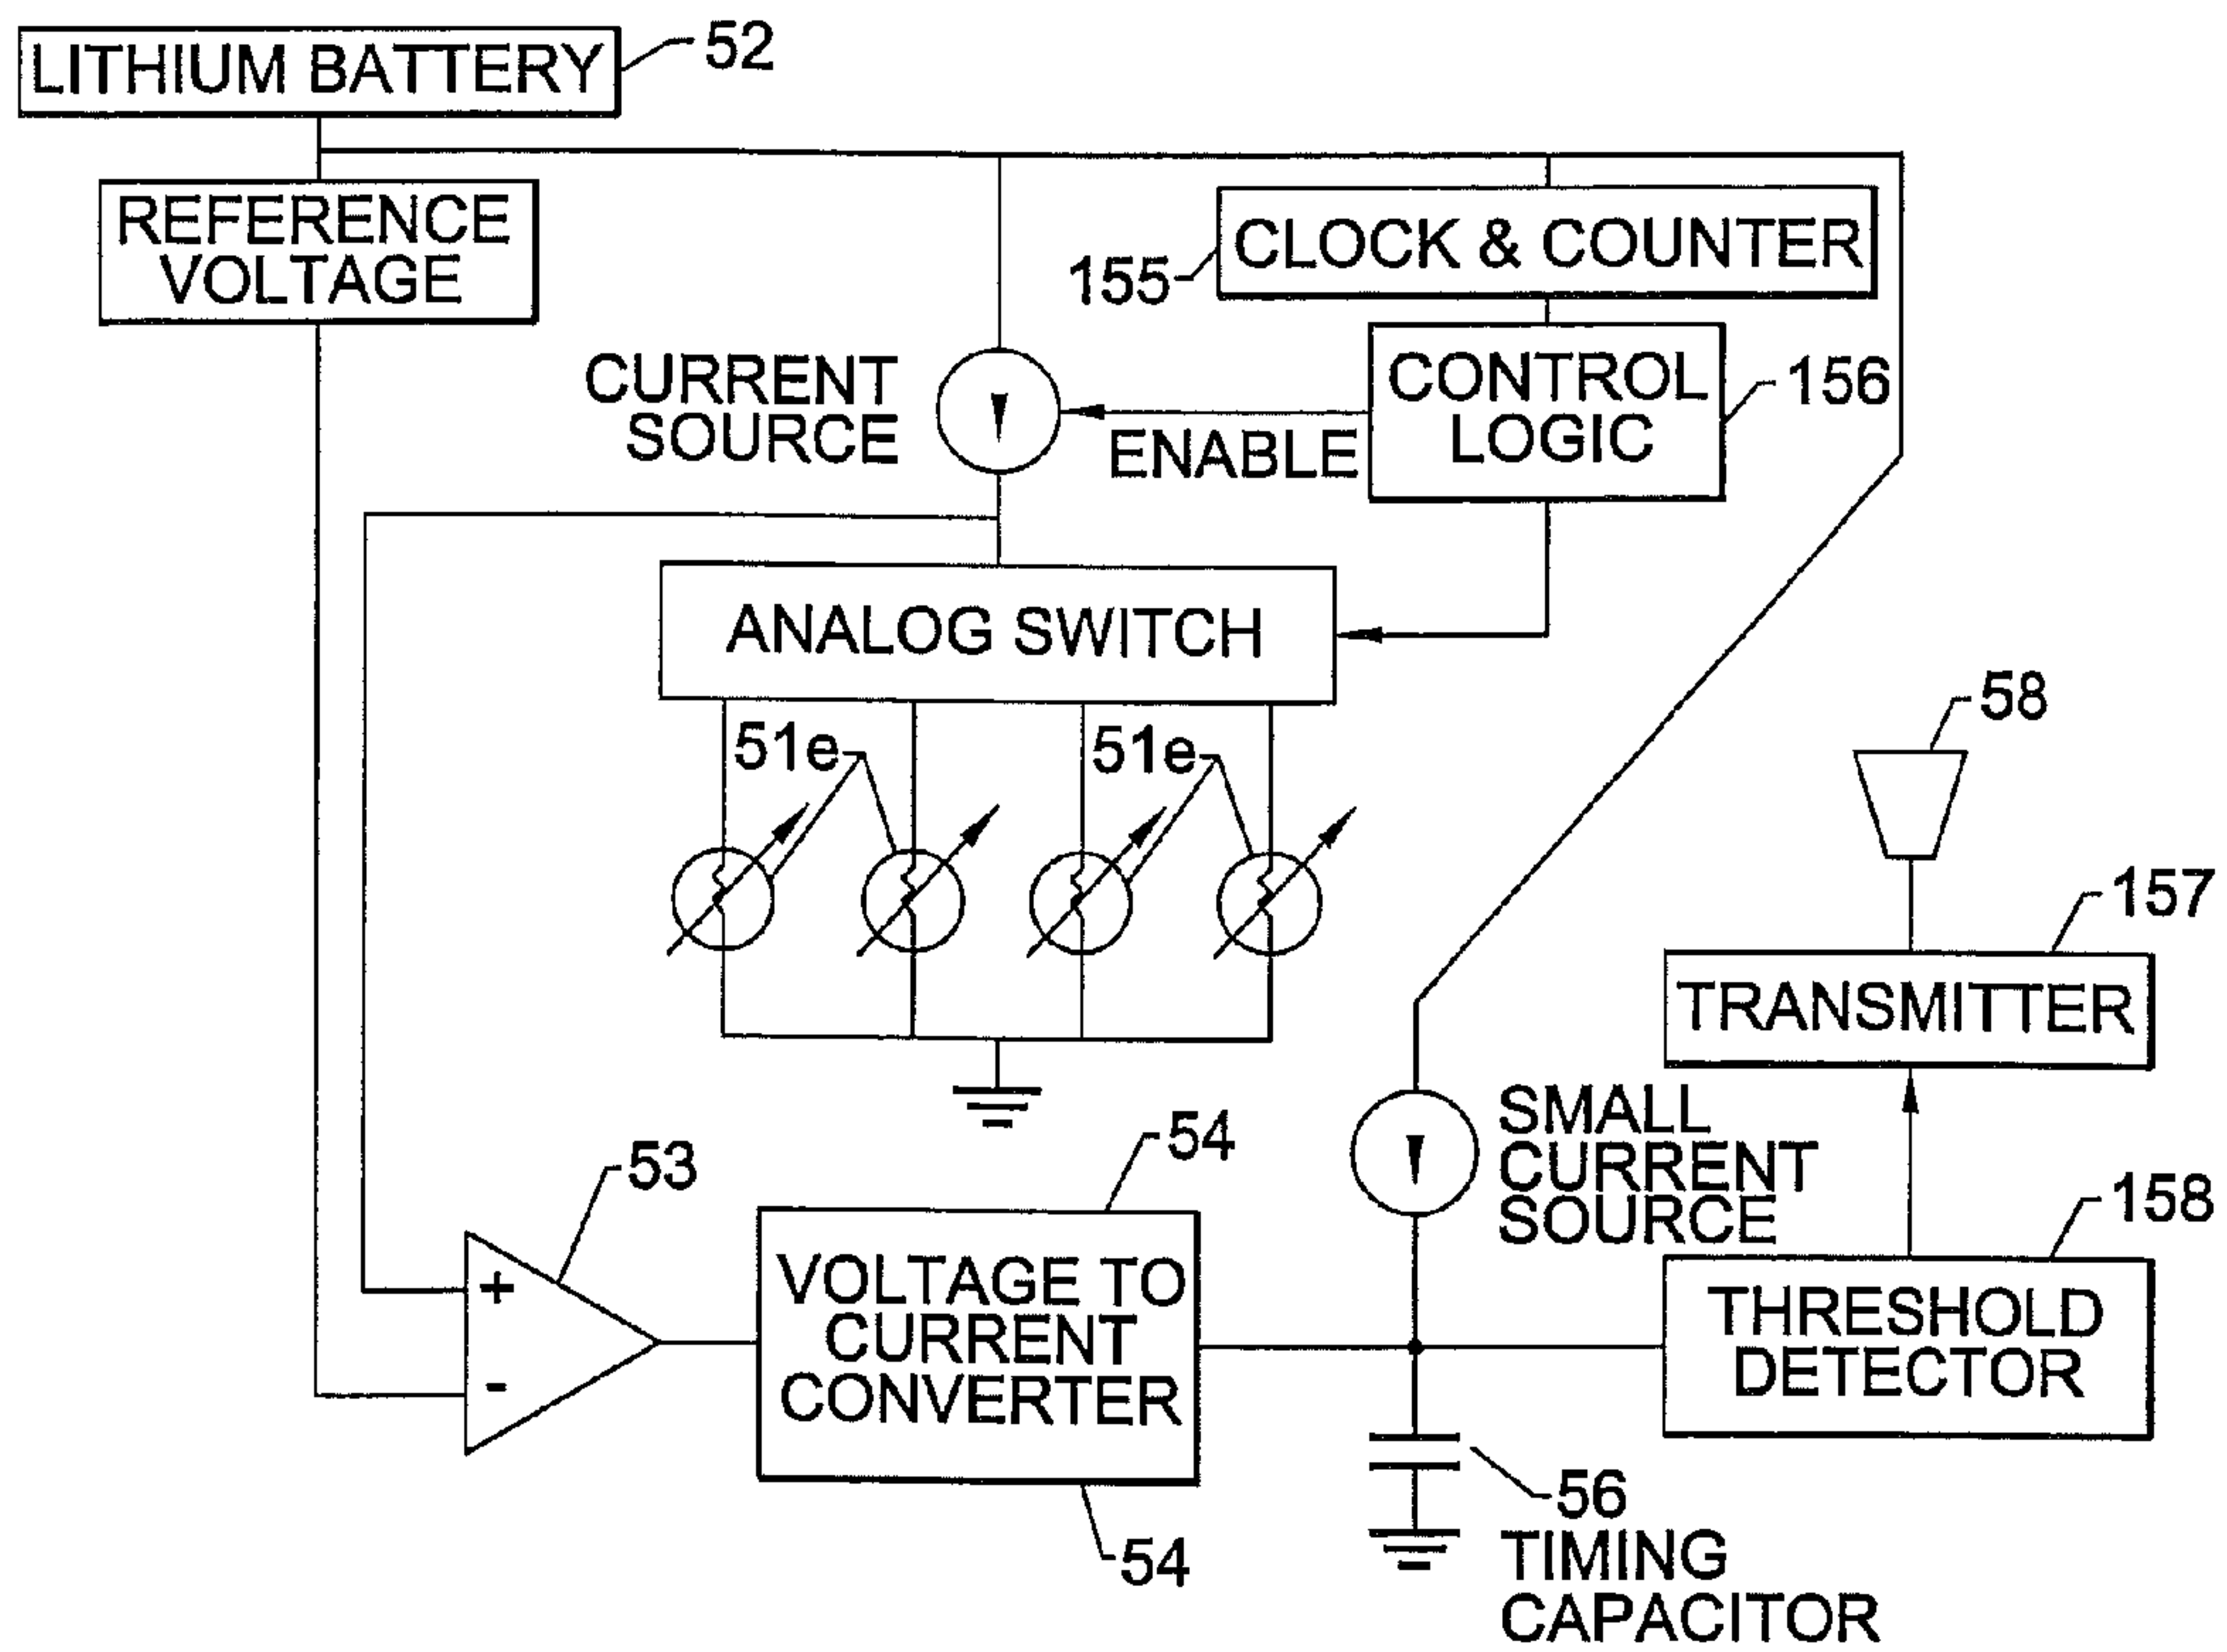 LITHIUM BATTERY
52
REFERENCE
VOLTAGE
CLOCK & COUNTER
155
CURRENT
SOURCE
ENABLE
CONTROL
LOGIC
156
ANALOG SWITCH
51e
51e
58
157
TRANSMITTER
SMALL
CURRENT
SOURCE
53
+
-
54
VOLTAGE TO
CURRENT
CONVERTER
54
158
THRESHOLD
DETECTOR
56
TIMING
CAPACITOR